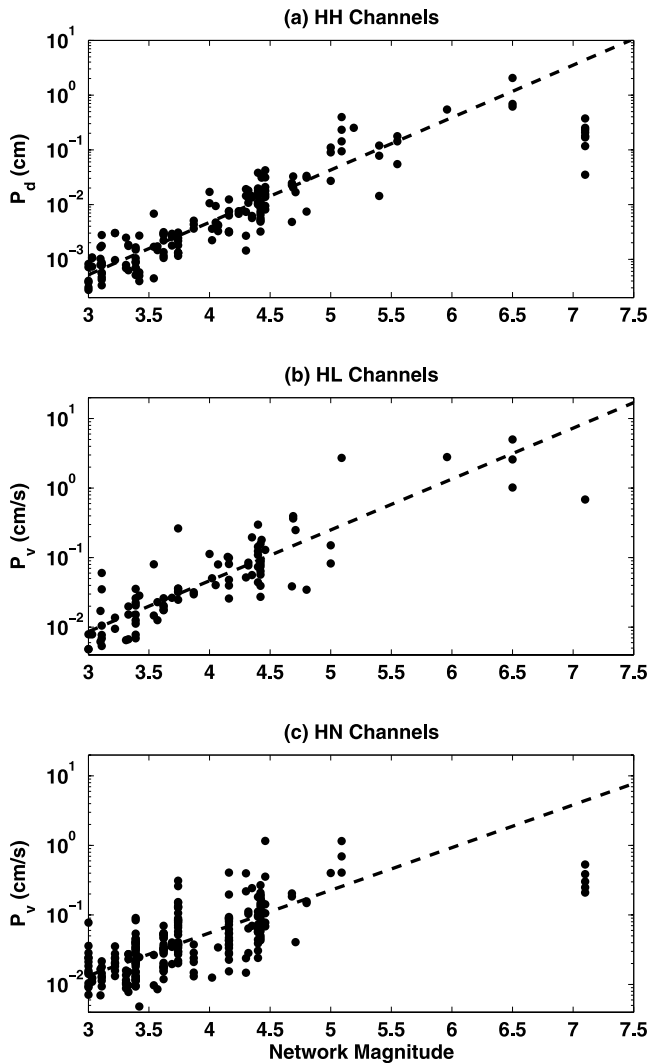 (a) HH Channels
10^1
10^0
10^-1
10^-2
10^-3
P_d (cm)
3 3.5 4 4.5 5 5.5 6 6.5 7 7.5
(b) HL Channels
10^1
10^0
10^-1
10^-2
P_v (cm/s)
3 3.5 4 4.5 5 5.5 6 6.5 7 7.5
(c) HN Channels
10^1
10^0
10^-1
10^-2
P_v (cm/s)
3 3.5 4 4.5 5 5.5 6 6.5 7 7.5
Network Magnitude